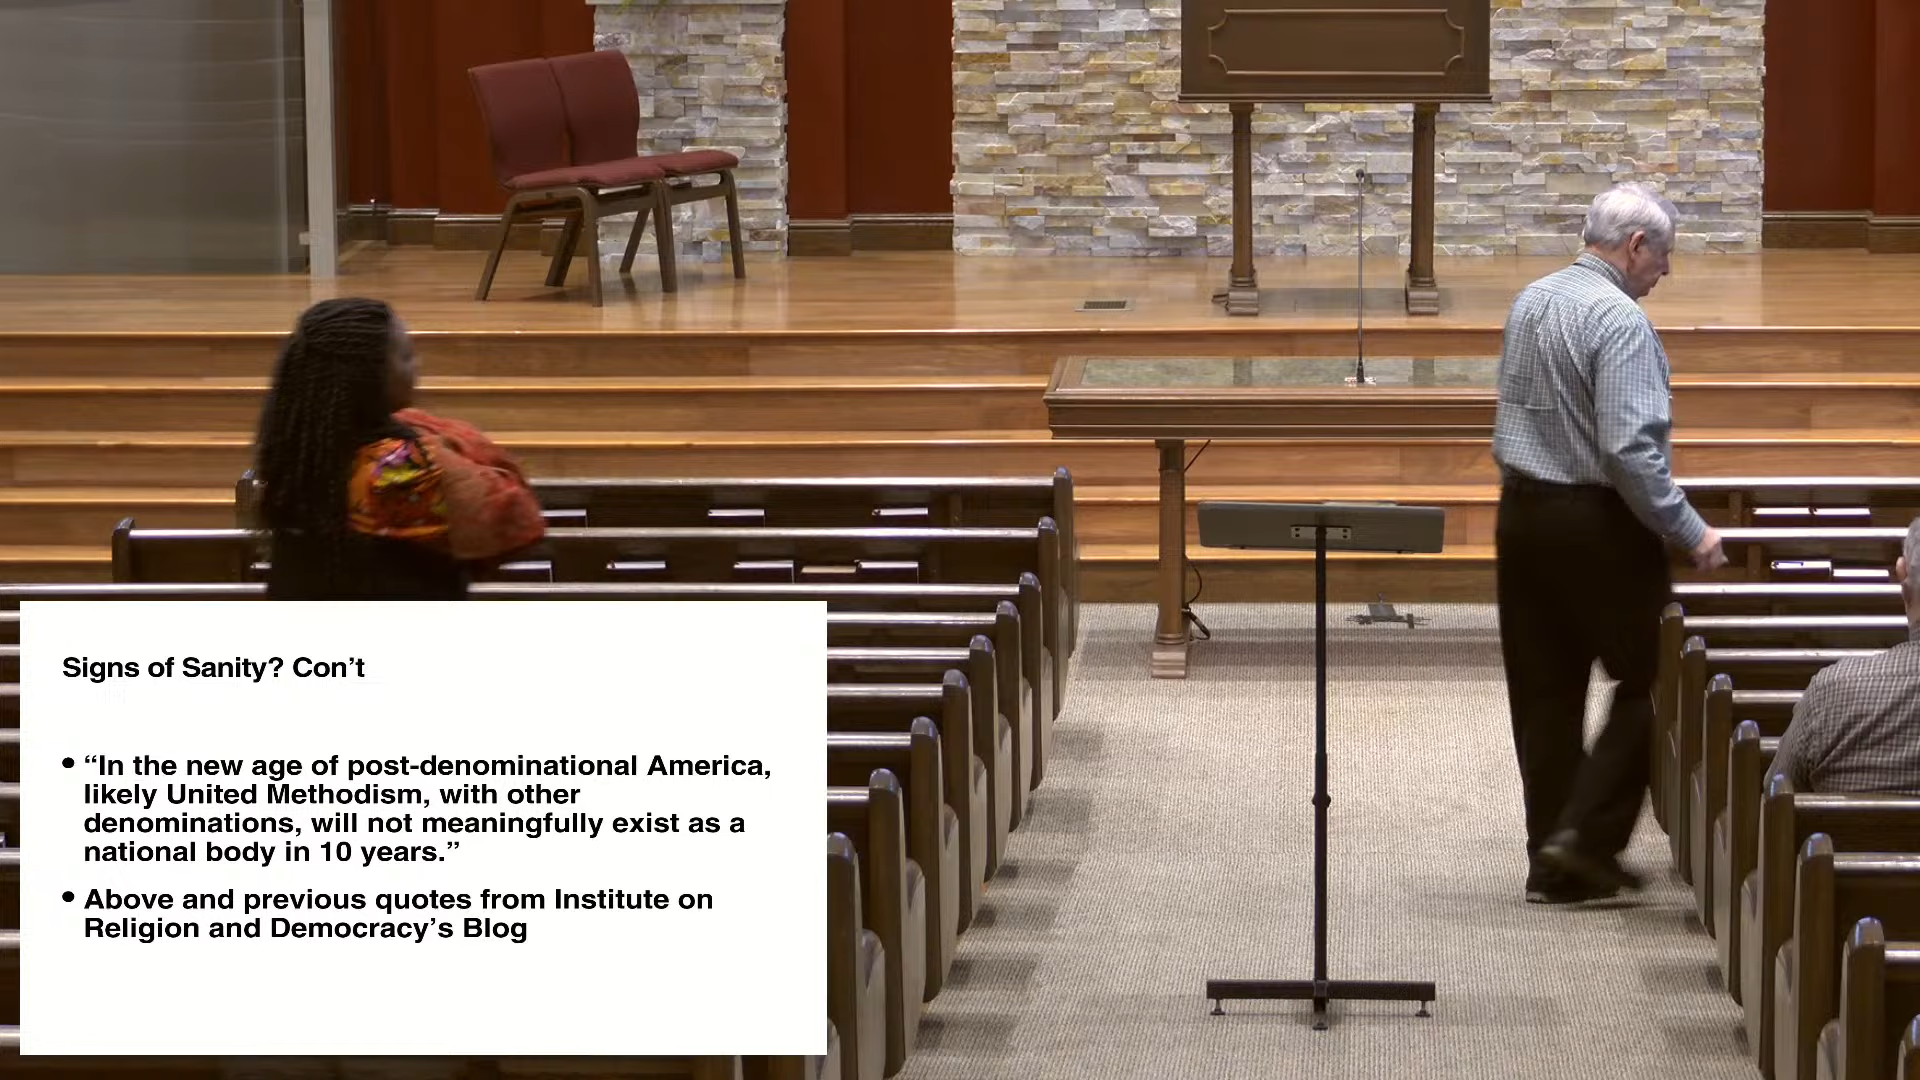 Signs of Sanity? Con’t
• “In the new age of post-denominational America,
likely United Methodism, with other
denominations, will not meaningfully exist as a
national body in 10 years.”
• Above and previous quotes from Institute on
Religion and Democracy’s Blog